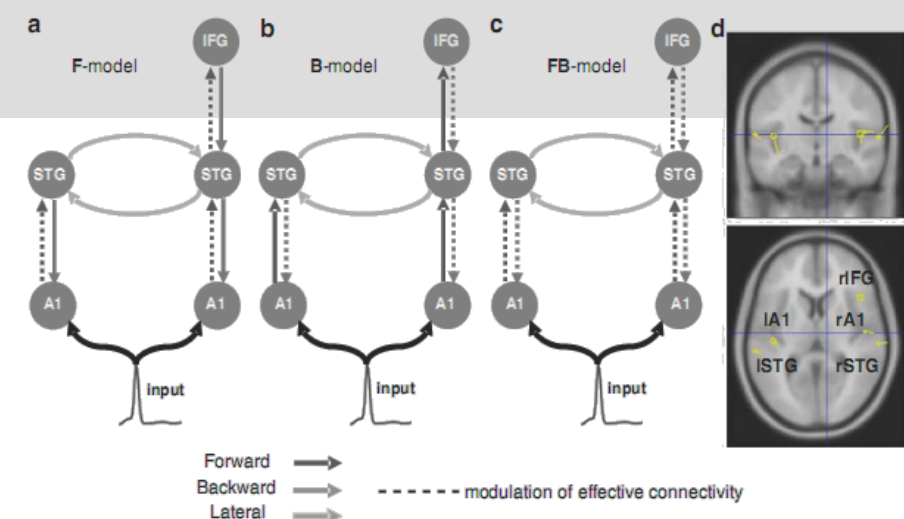 a
F-model
IFG
STG
STG
A1
A1
input
b
B-model
IFG
STG
STG
A1
A1
input
c
FB-model
IFG
STG
STG
A1
A1
input
d
rIFG
lA1
rA1
lSTG
rSTG
Forward
Backward
Lateral
modulation of effective connectivity